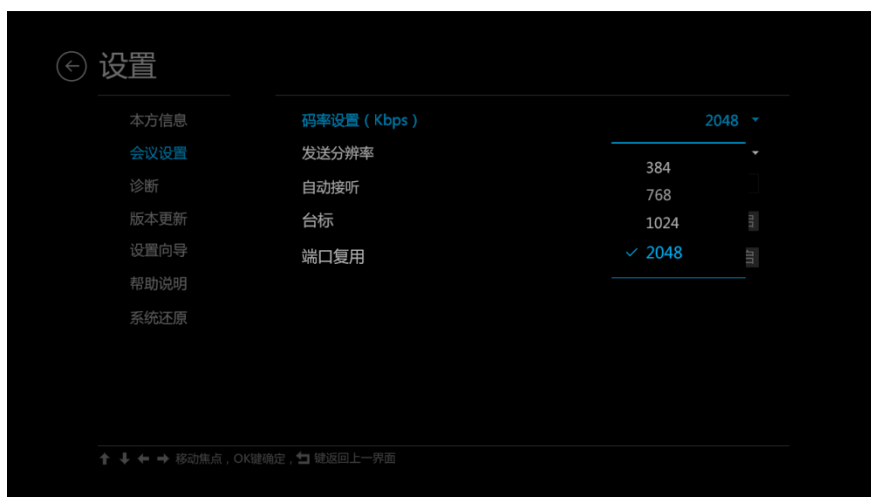 设置
本方信息
会议设置
诊断
版本更新
设置向导
帮助说明
系统还原
码率设置（Kbps） 2048
发送分辨率
自动接听
台标
端口复用
384
768
1024
2048
移动焦点，OK键确定， 键返回上一界面